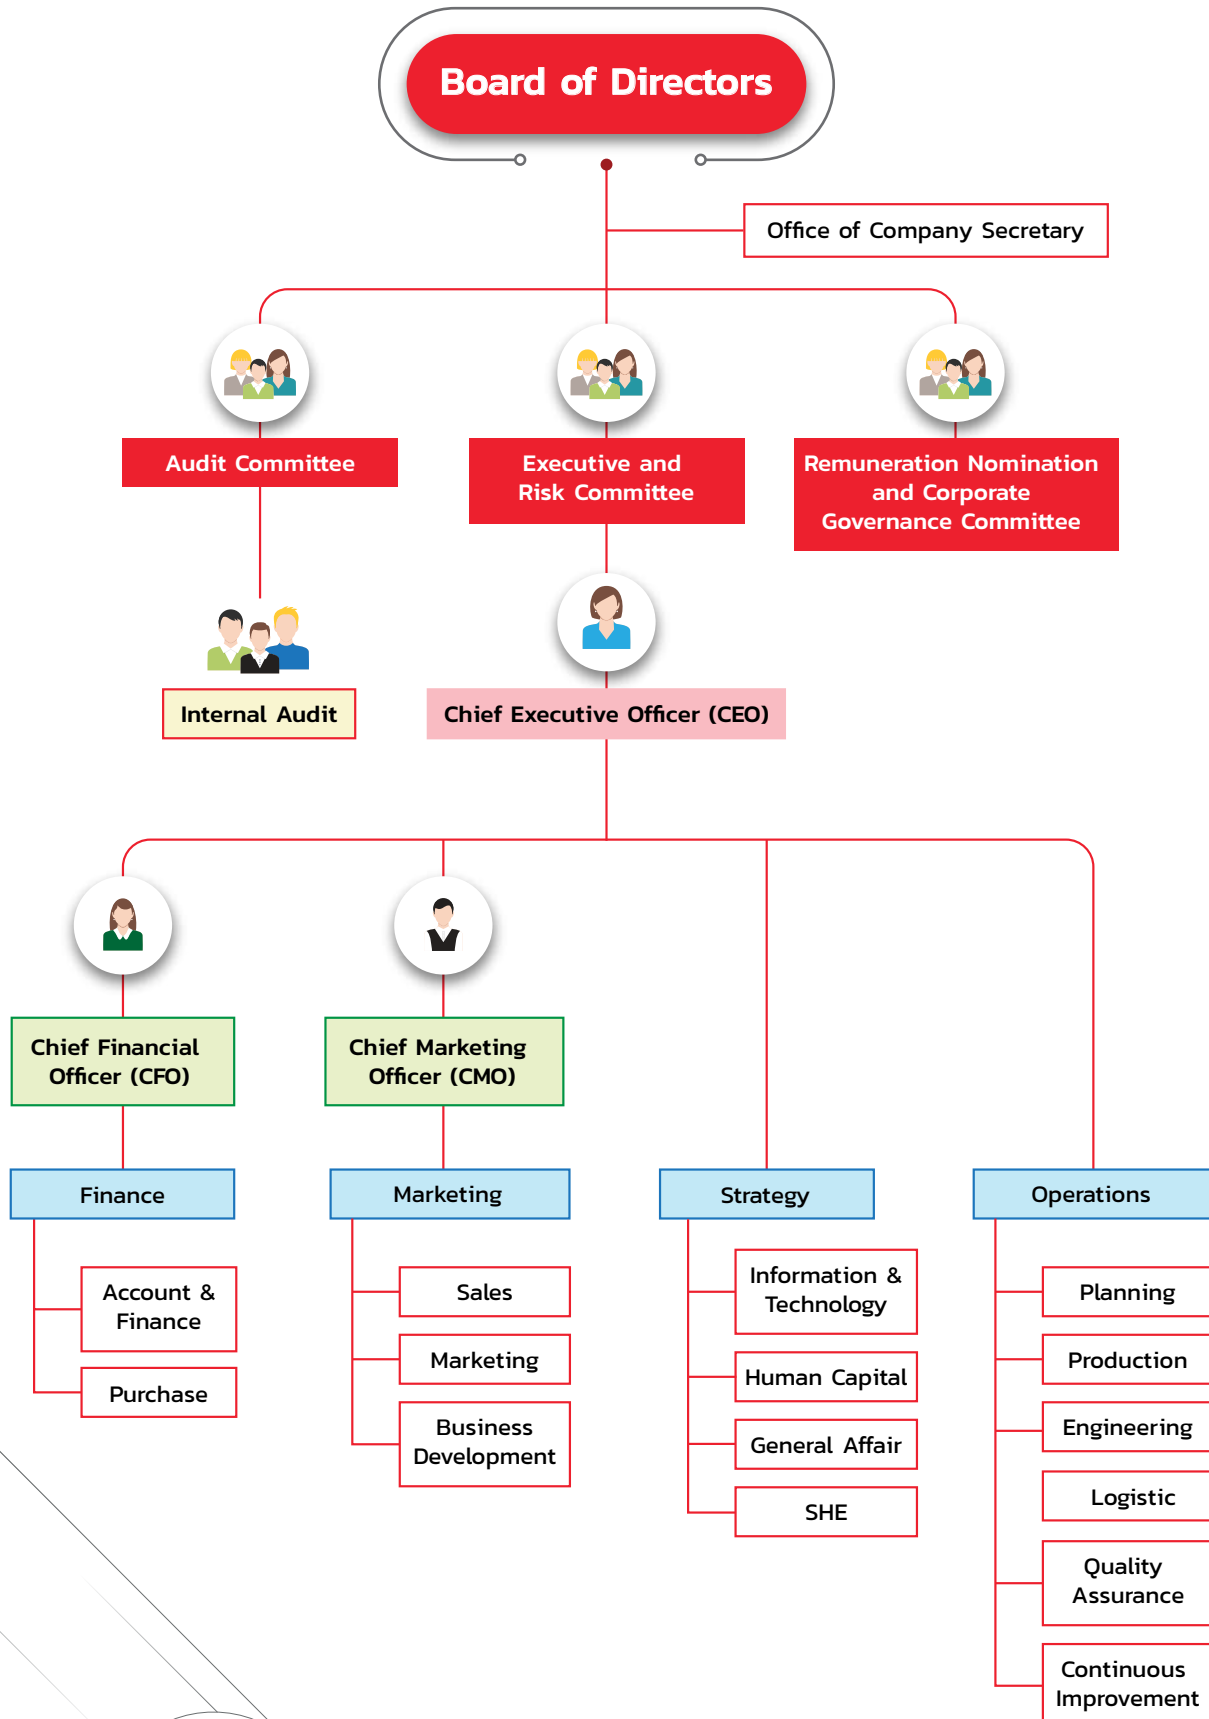 Board of Directors
Office of Company Secretary
Audit Committee
Executive and
Risk Committee
Remuneration Nomination
and Corporate
Governance Committee
Internal Audit
Chief Executive Officer (CEO)
Chief Financial
Officer (CFO)
Chief Marketing
Officer (CMO)
Finance
Account &
Finance
Purchase
Marketing
Sales
Marketing
Business
Development
Strategy
Information &
Technology
Human Capital
General Affair
SHE
Operations
Planning
Production
Engineering
Logistic
Quality
Assurance
Continuous
Improvement